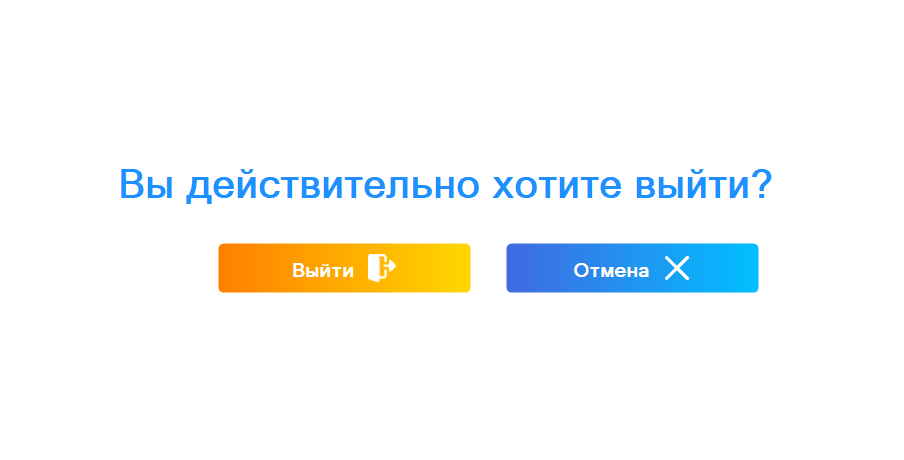 Вы действительно хотите выйти?
Выйти
Отмена